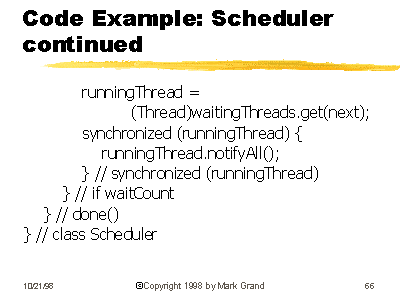 Code Example: Scheduler
continued
runningThread =
(Thread)waitingThreads.get(next);
synchronized (runningThread) {
runningThread.notifyAll();
} // synchronized (runningThread)
} // if waitCount
} // done()
} // class Scheduler
10/21/98 ©Copyright 1998 by Mark Grand 66